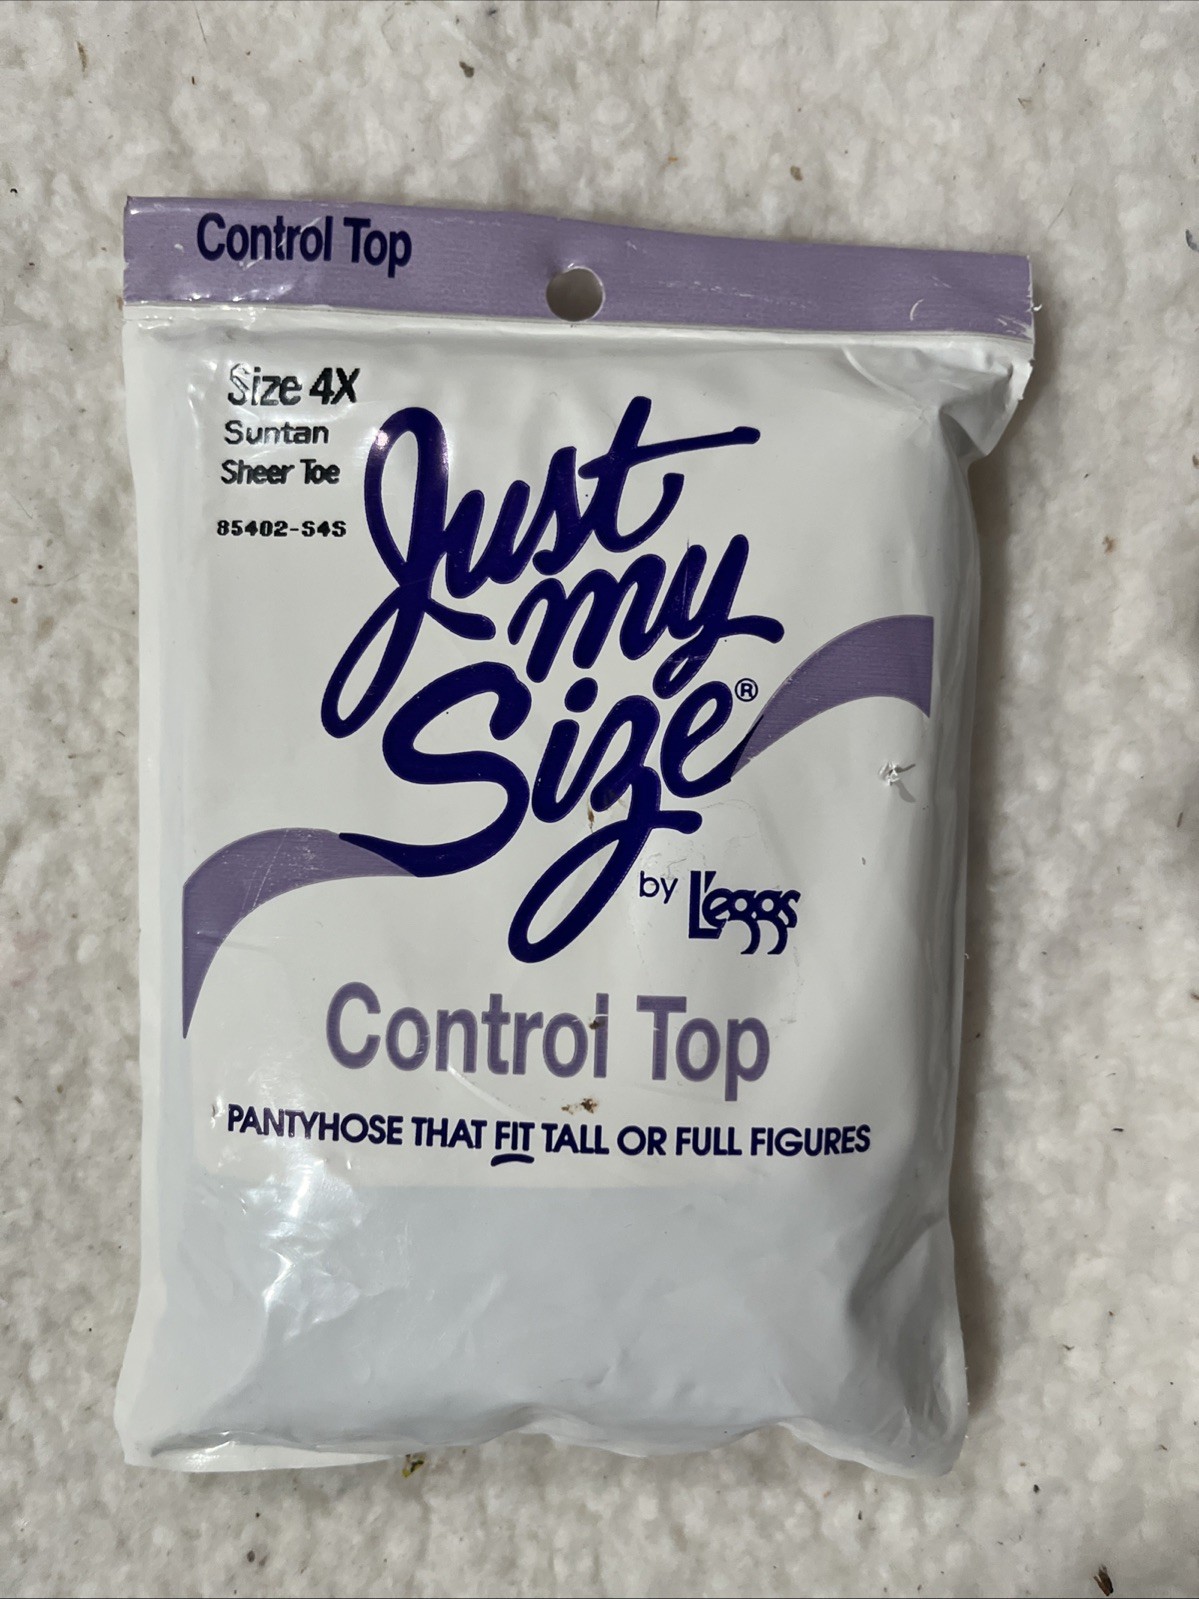 Control Top
Size 4X
Suntan
Sheer Toe
85402-S4S
Just
my
Size®
by L'eggs
Control Top
PANTYHOSE THAT FIT TALL OR FULL FIGURES